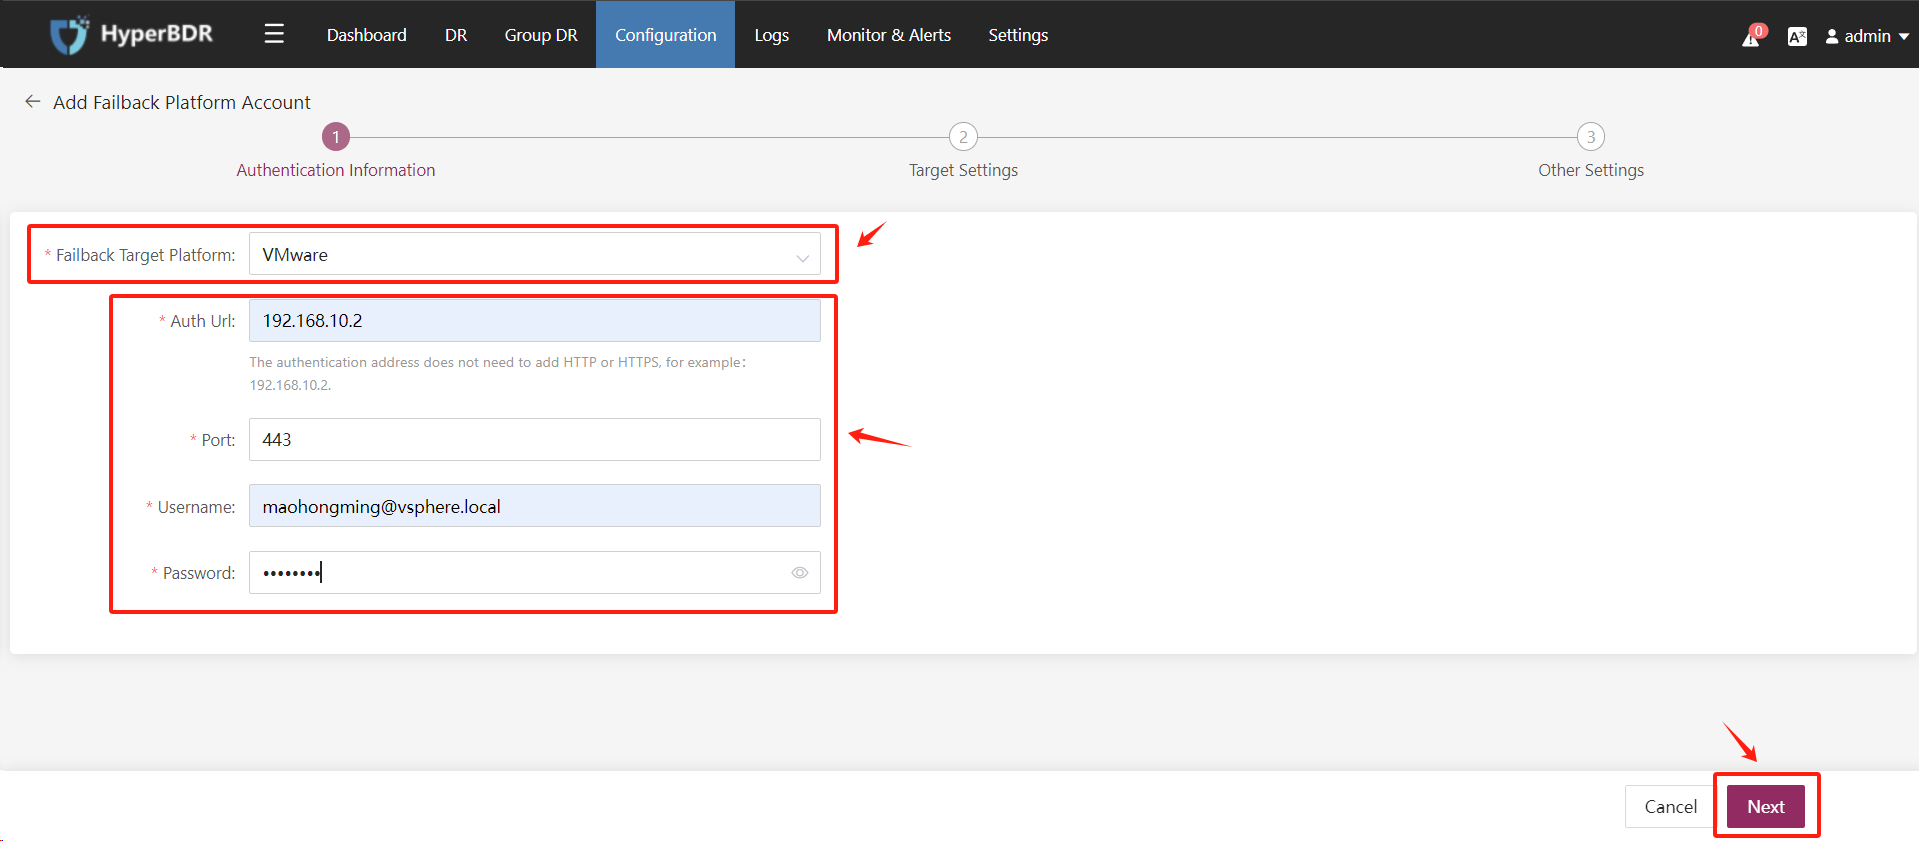 HyperBDR
Dashboard
DR
Group DR
Configuration
Logs
Monitor & Alerts
Settings
0
A
admin
Add Failback Platform Account
1
2
3
Authentication Information
Target Settings
Other Settings
* Failback Target Platform:
VMware
* Auth Url:
192.168.10.2
The authentication address does not need to add HTTP or HTTPS, for example：
192.168.10.2.
* Port:
443
* Username:
maohongming@vsphere.local
* Password:
••••••••
Cancel
Next